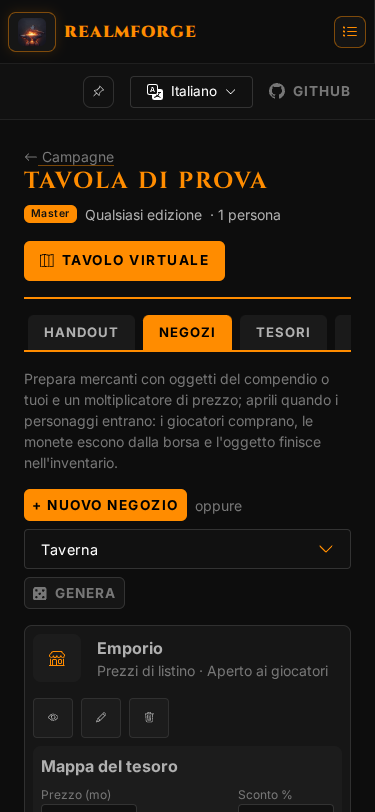 REALMFORGE
Italiano
GITHUB
← Campagne
TAVOLA DI PROVA
Master Qualsiasi edizione · 1 persona
TAVOLO VIRTUALE
HANDOUT NEGOZI TESORI
Prepara mercanti con oggetti del compendio o
tuoi e un moltiplicatore di prezzo; aprili quando i
personaggi entrano: i giocatori comprano, le
monete escono dalla borsa e l'oggetto finisce
nell'inventario.
+ NUOVO NEGOZIO oppure
Taverna
GENERA
Emporio
Prezzi di listino · Aperto ai giocatori
Mappa del tesoro
Prezzo (mo) Sconto %